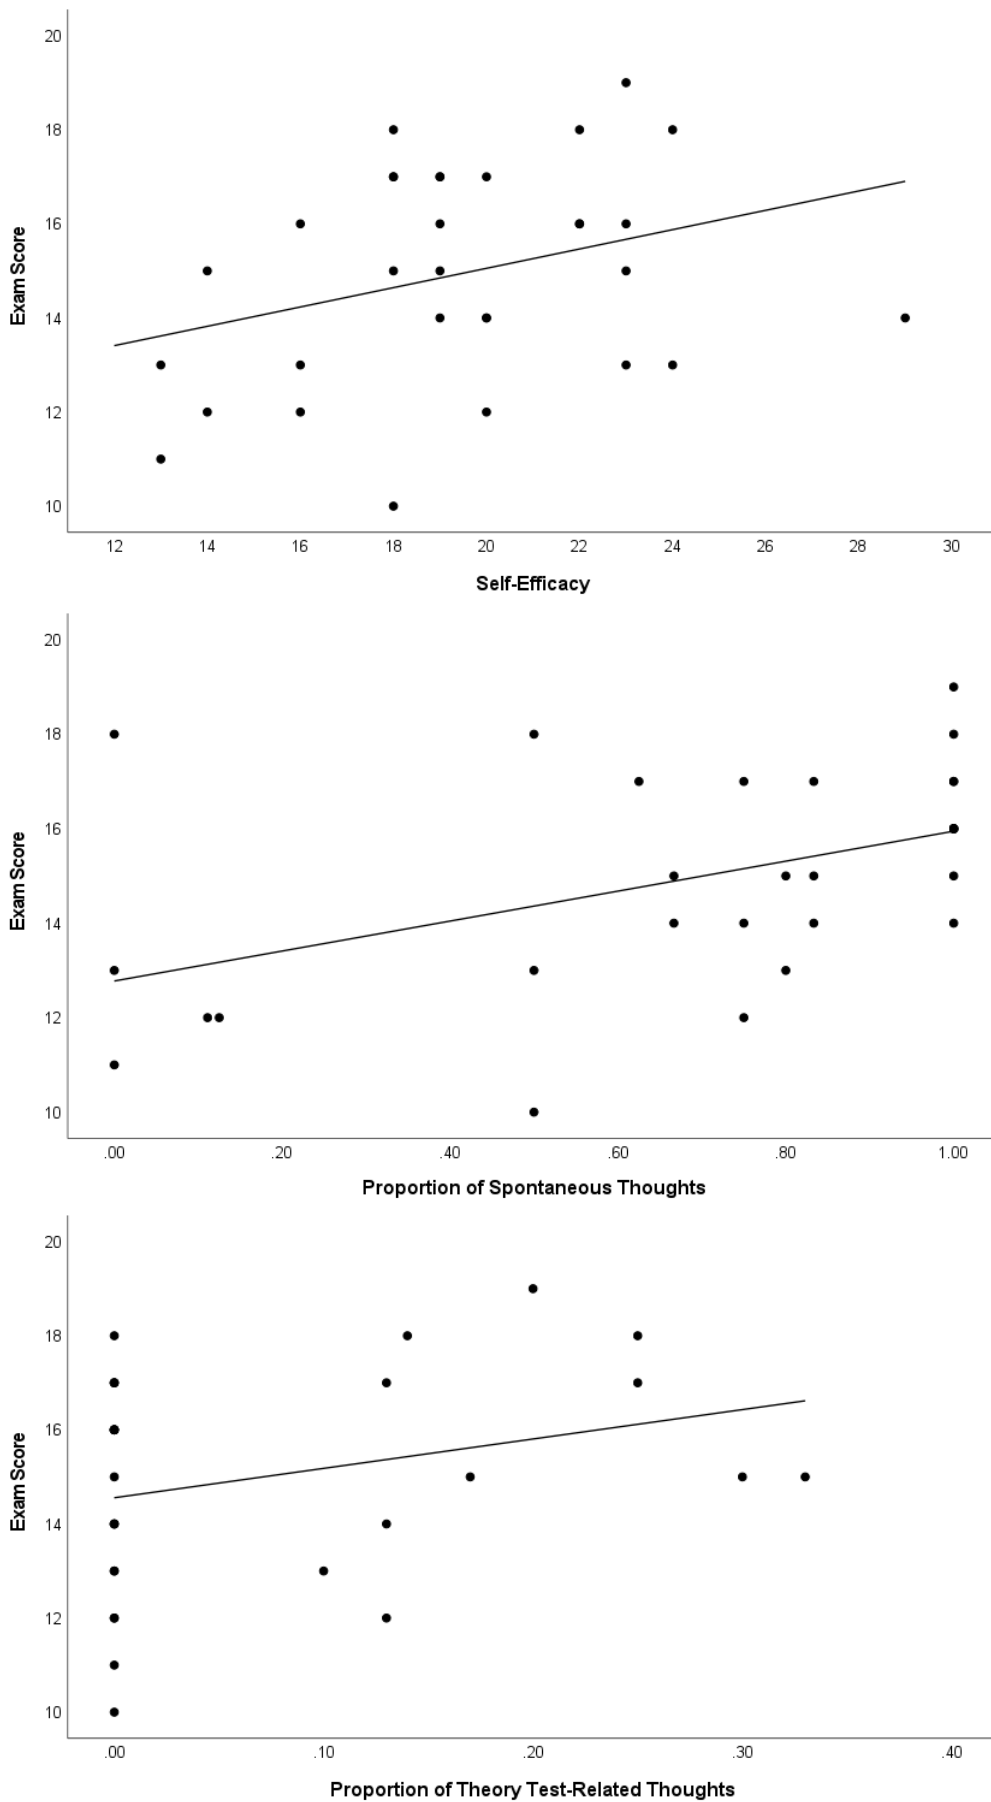 20
18
16
14
12
10
Exam Score
12 14 16 18 20 22 24 26 28 30
Self-Efficacy
20
18
16
14
12
10
Exam Score
.00 .20 .40 .60 .80 1.00
Proportion of Spontaneous Thoughts
20
18
16
14
12
10
Exam Score
.00 .10 .20 .30 .40
Proportion of Theory Test-Related Thoughts